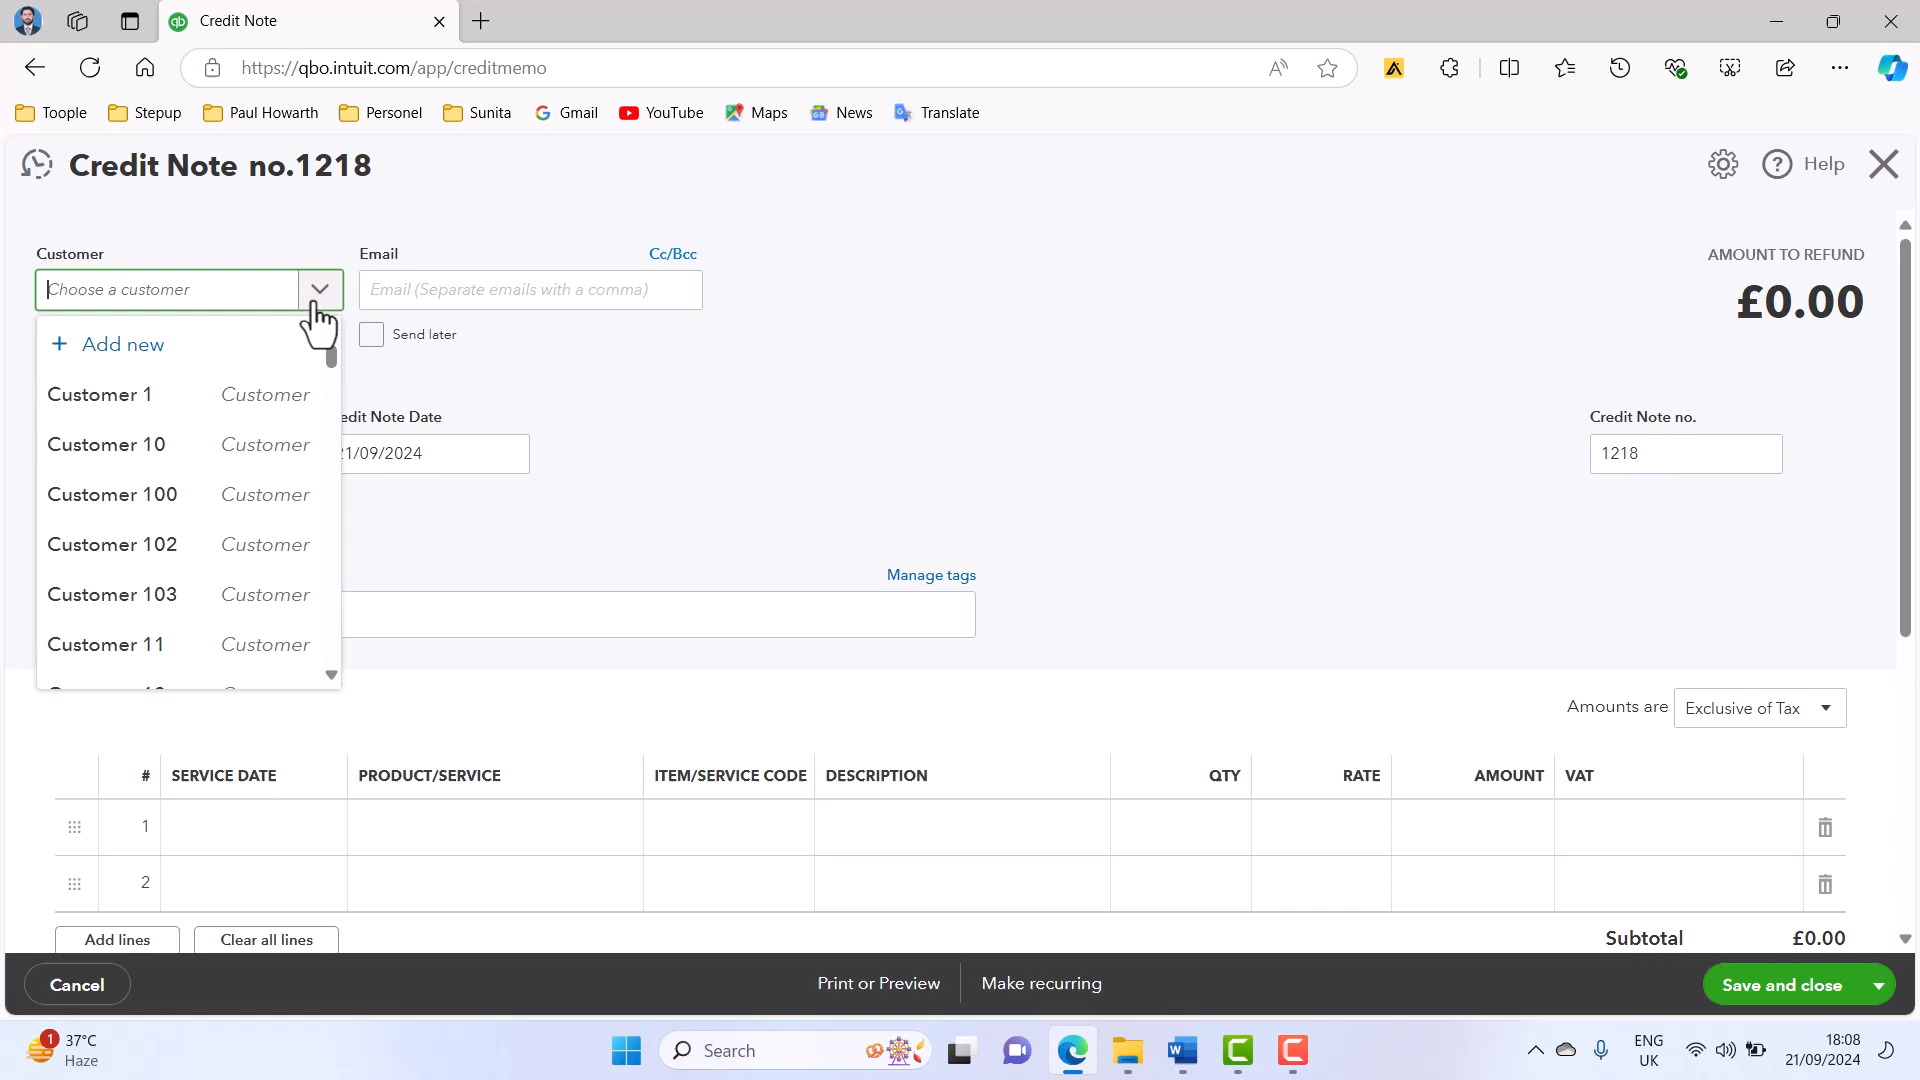 Credit Note
https://qbo.intuit.com/app/creditmemo
Toople
Stepup
Paul Howarth
Personel
Sunita
Gmail
YouTube
Maps
News
Translate
Credit Note no.1218
Help
Customer
Email
Cc/Bcc
AMOUNT TO REFUND
Choose a customer
Email (Separate emails with a comma)
£0.00
Send later
+ Add new
Customer 1 Customer
Customer 10 Customer
Customer 100 Customer
Customer 102 Customer
Customer 103 Customer
Customer 11 Customer
edit Note Date
Credit Note no.
21/09/2024
1218
Manage tags
Amounts are Exclusive of Tax
# SERVICE DATE PRODUCT/SERVICE ITEM/SERVICE CODE DESCRIPTION QTY RATE AMOUNT VAT
1
2
Add lines
Clear all lines
Subtotal £0.00
Cancel
Print or Preview
Make recurring
Save and close
1
37°C
Haze
Search
ENG
UK
18:08
21/09/2024